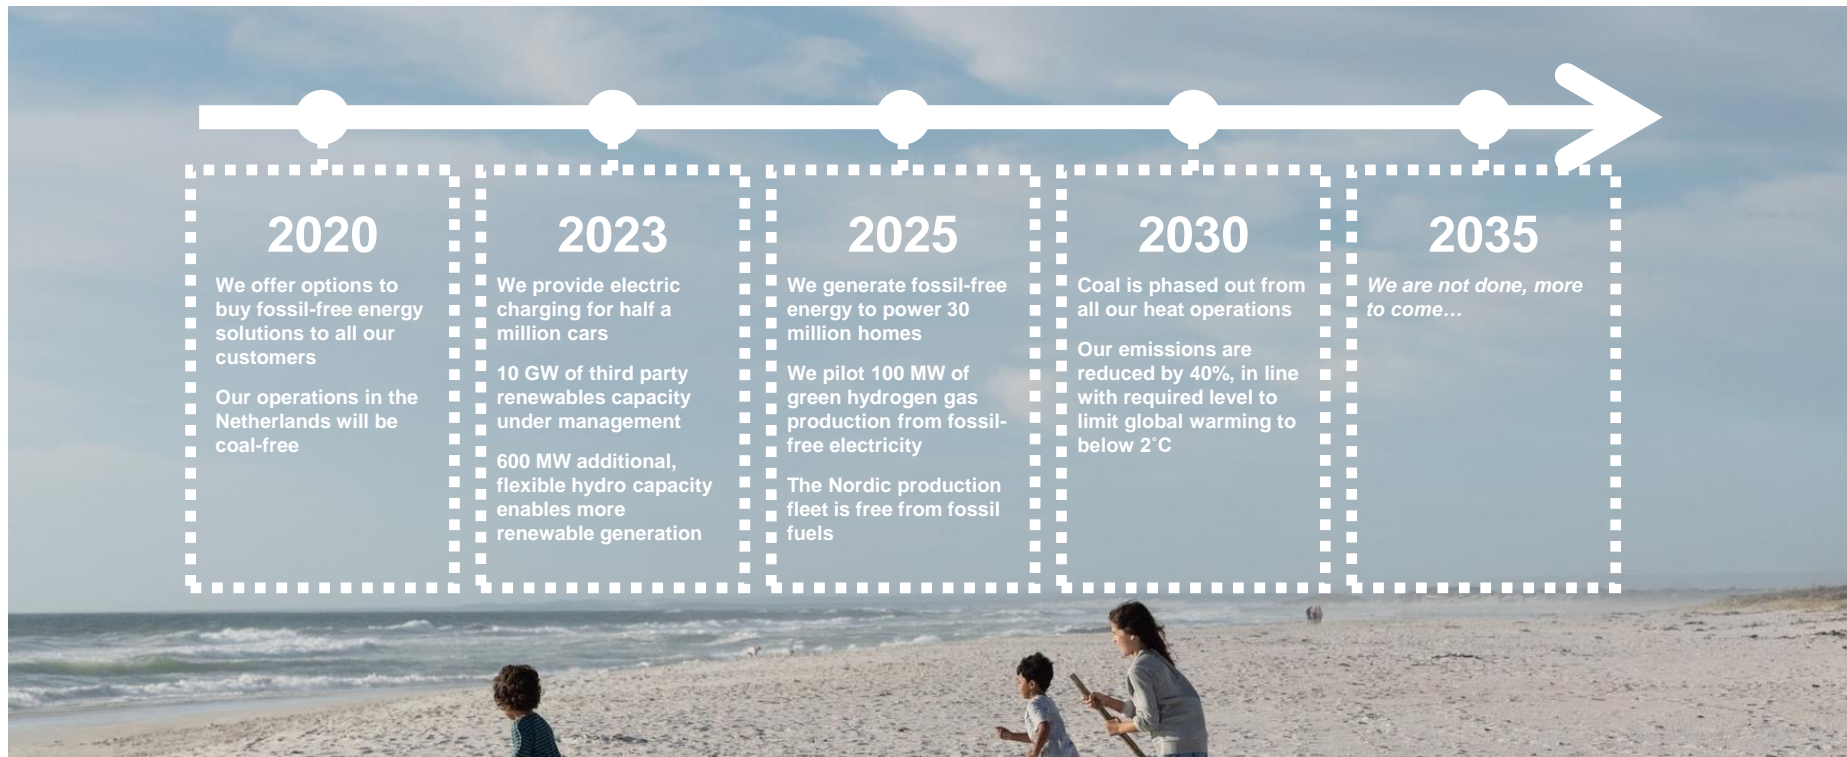 2020
We offer options to
buy fossil-free energy
solutions to all our
customers
Our operations in the
Netherlands will be
coal-free
2023
We provide electric
charging for half a
million cars
10 GW of third party
renewables capacity
under management
600 MW additional,
flexible hydro capacity
enables more
renewable generation
2025
We generate fossil-free
energy to power 30
million homes
We pilot 100 MW of
green hydrogen gas
production from fossil-
free electricity
The Nordic production
fleet is free from fossil
fuels
2030
Coal is phased out from
all our heat operations
Our emissions are
reduced by 40%, in line
with required level to
limit global warming to
below 2˚C
2035
We are not done, more
to come…